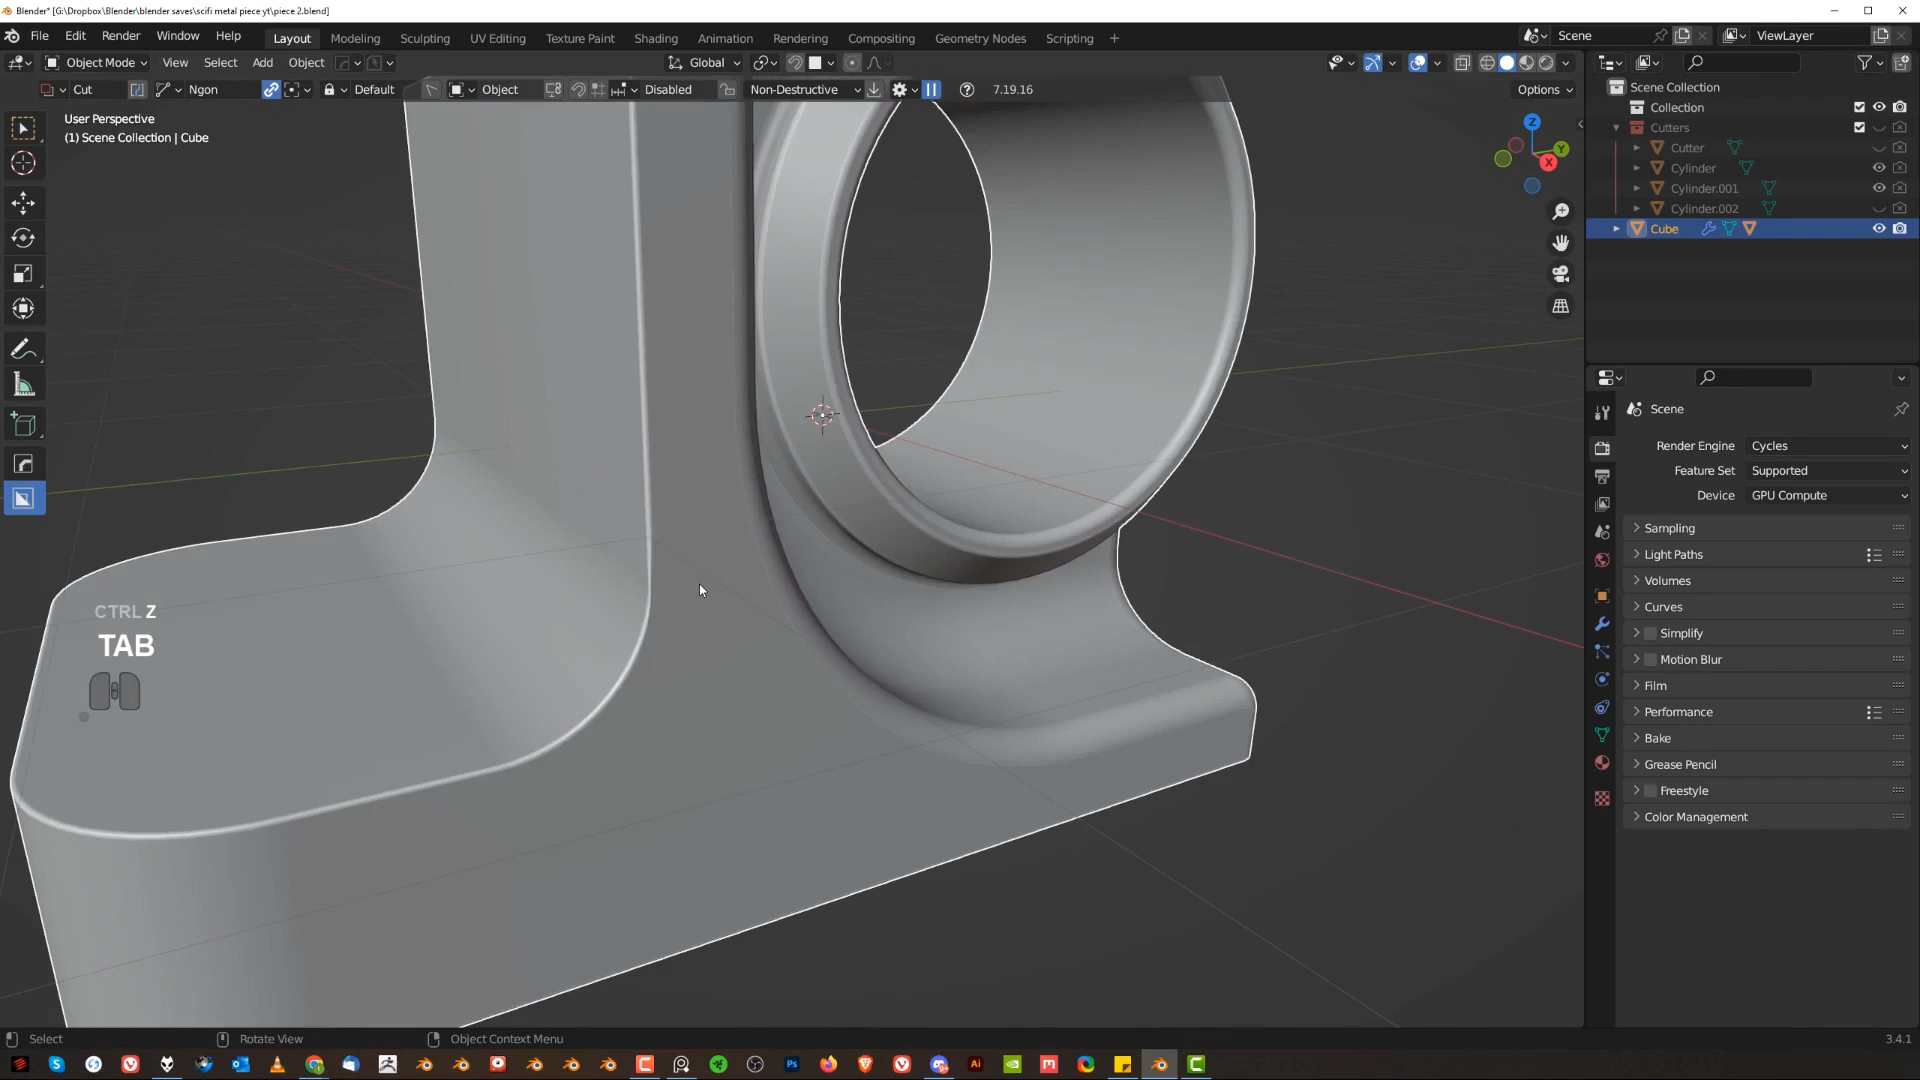 Blender* [G:\Dropbox\Blender\blender saves\scifi metal piece yt\piece 2.blend]
File Edit Render Window Help Layout Modeling Sculpting UV Editing Texture Paint Shading Animation Rendering Compositing Geometry Nodes Scripting + Scene ViewLayer
Object Mode View Select Add Object Global
Cut Ngon Default Object Disabled Non-Destructive 7.19.16 Options
User Perspective
(1) Scene Collection | Cube
Z
Y
X
CTRL Z
TAB
Scene Collection
Collection
Cutters
Cutter
Cylinder
Cylinder.001
Cylinder.002
Cube
Scene
Render Engine Cycles
Feature Set Supported
Device GPU Compute
Sampling
Light Paths
Volumes
Curves
Simplify
Motion Blur
Film
Performance
Bake
Grease Pencil
Freestyle
Color Management
Select Rotate View Object Context Menu 3.4.1